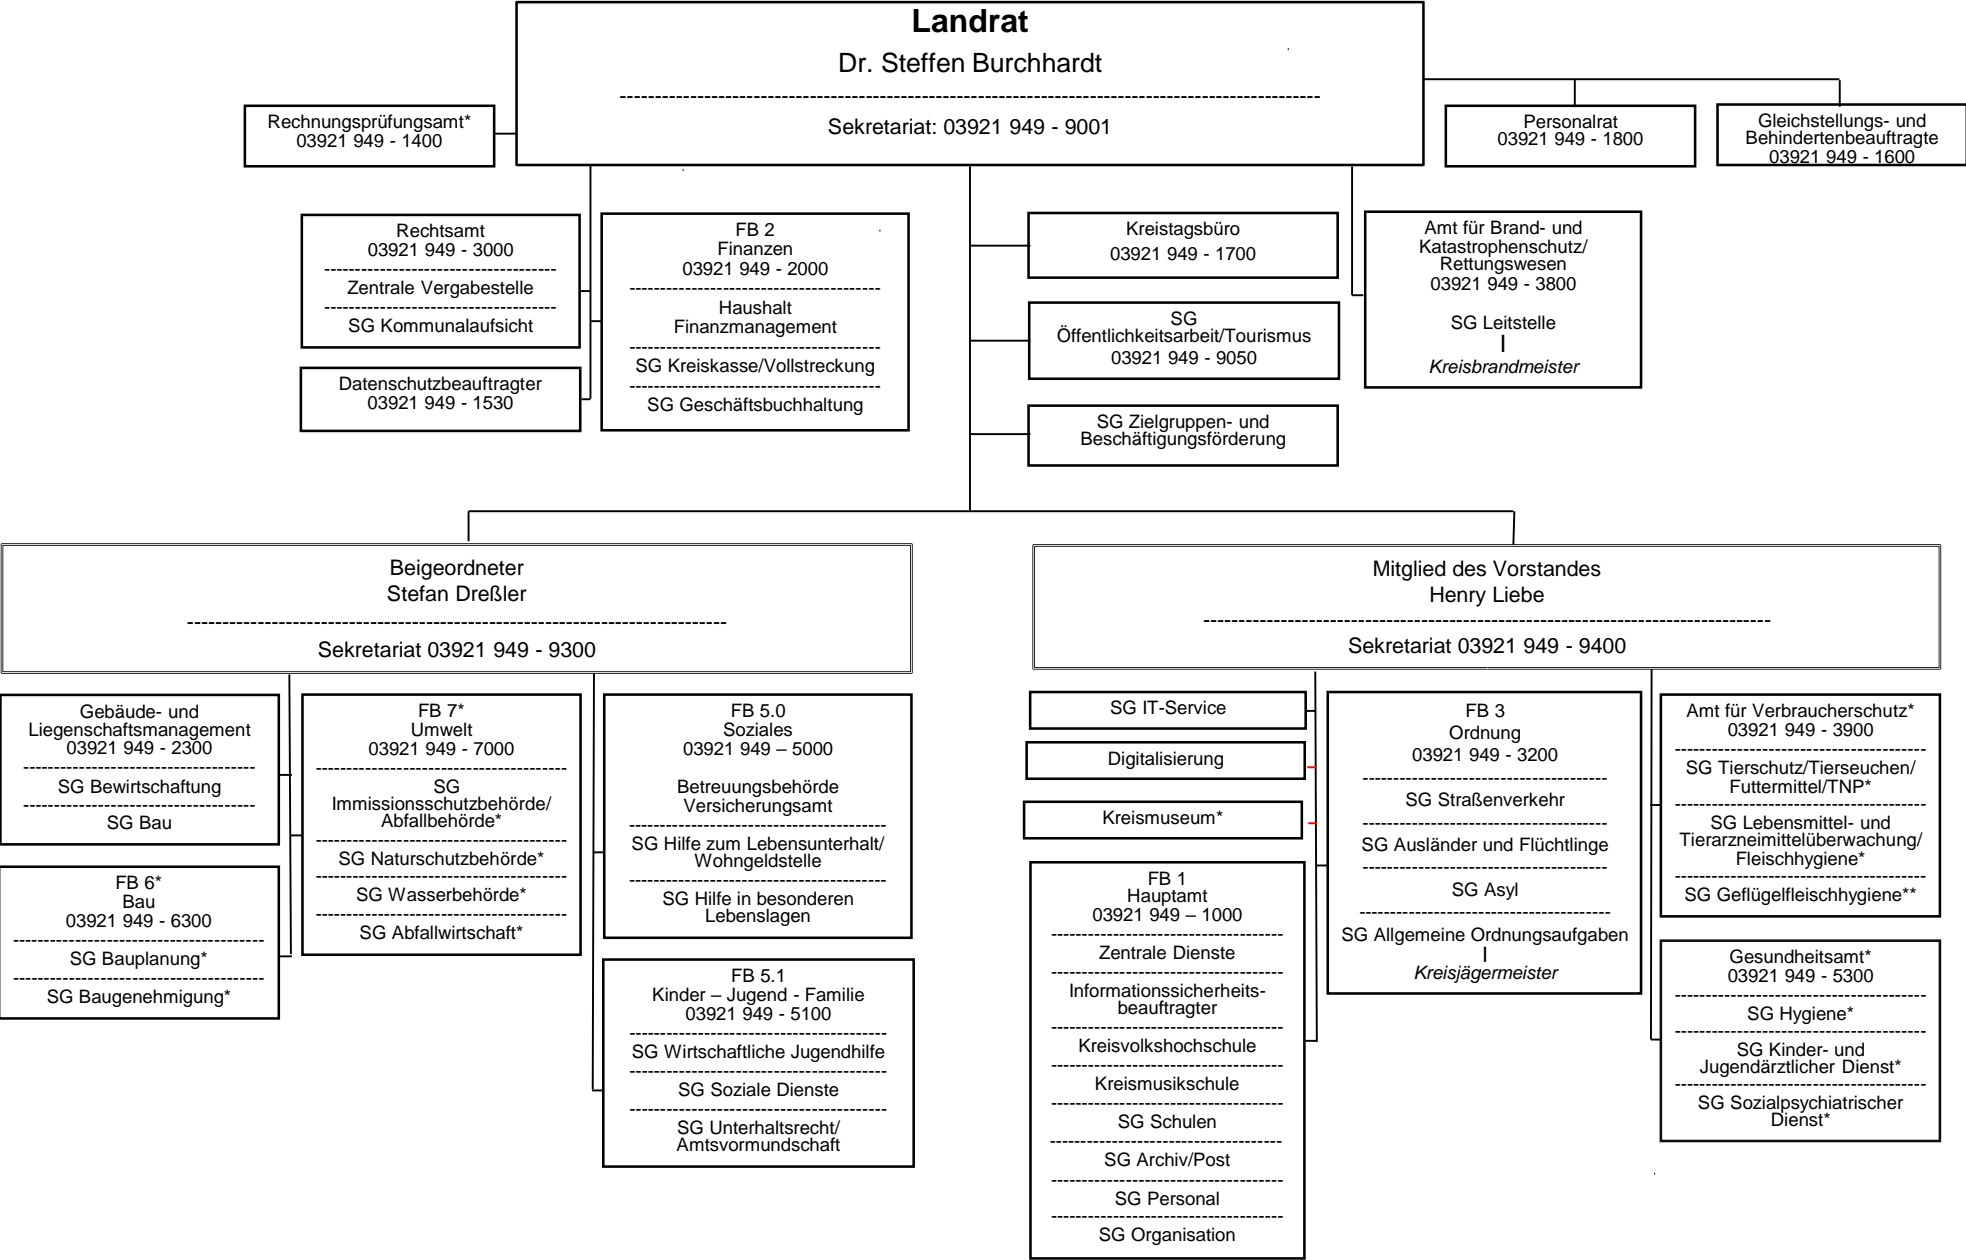 Landrat
Dr. Steffen Burchhardt
Sekretariat: 03921 949 - 9001
Rechnungsprüfungsamt*
03921 949 - 1400
Personalrat
03921 949 - 1800
Gleichstellungs- und
Behindertenbeauftragte
03921 949 - 1600
Rechtsamt
03921 949 - 3000
Zentrale Vergabestelle
SG Kommunalaufsicht
Datenschutzbeauftragter
03921 949 - 1530
FB 2
Finanzen
03921 949 - 2000
Haushalt
Finanzmanagement
SG Kreiskasse/Vollstreckung
SG Geschäftsbuchhaltung
Kreistagsbüro
03921 949 - 1700
SG
Öffentlichkeitsarbeit/Tourismus
03921 949 - 9050
SG Zielgruppen- und
Beschäftigungsförderung
Amt für Brand- und
Katastrophenschutz/
Rettungswesen
03921 949 - 3800
SG Leitstelle
Kreisbrandmeister
Beigeordneter
Stefan Dreßler
Sekretariat 03921 949 - 9300
Mitglied des Vorstandes
Henry Liebe
Sekretariat 03921 949 - 9400
Gebäude- und
Liegenschaftsmanagement
03921 949 - 2300
SG Bewirtschaftung
SG Bau
FB 6*
Bau
03921 949 - 6300
SG Bauplanung*
SG Baugenehmigung*
FB 7*
Umwelt
03921 949 - 7000
SG
Immissionsschutzbehörde/
Abfallbehörde*
SG Naturschutzbehörde*
SG Wasserbehörde*
SG Abfallwirtschaft*
FB 5.0
Soziales
03921 949 – 5000
Betreuungsbehörde
Versicherungsamt
SG Hilfe zum Lebensunterhalt/
Wohngeldstelle
SG Hilfe in besonderen
Lebenslagen
FB 5.1
Kinder – Jugend - Familie
03921 949 - 5100
SG Wirtschaftliche Jugendhilfe
SG Soziale Dienste
SG Unterhaltsrecht/
Amtsvormundschaft
SG IT-Service
Digitalisierung
Kreismuseum*
FB 1
Hauptamt
03921 949 – 1000
Zentrale Dienste
Informationssicherheits-
beauftragter
Kreisvolkshochschule
Kreismusikschule
SG Schulen
SG Archiv/Post
SG Personal
SG Organisation
FB 3
Ordnung
03921 949 - 3200
SG Straßenverkehr
SG Ausländer und Flüchtlinge
SG Asyl
SG Allgemeine Ordnungsaufgaben
Kreisjägermeister
Amt für Verbraucherschutz*
03921 949 - 3900
SG Tierschutz/Tierseuchen/
Futtermittel/TNP*
SG Lebensmittel- und
Tierarzneimittelüberwachung/
Fleischhygiene*
SG Geflügelfleischhygiene**
Gesundheitsamt*
03921 949 - 5300
SG Hygiene*
SG Kinder- und
Jugendärztlicher Dienst*
SG Sozialpsychiatrischer
Dienst*